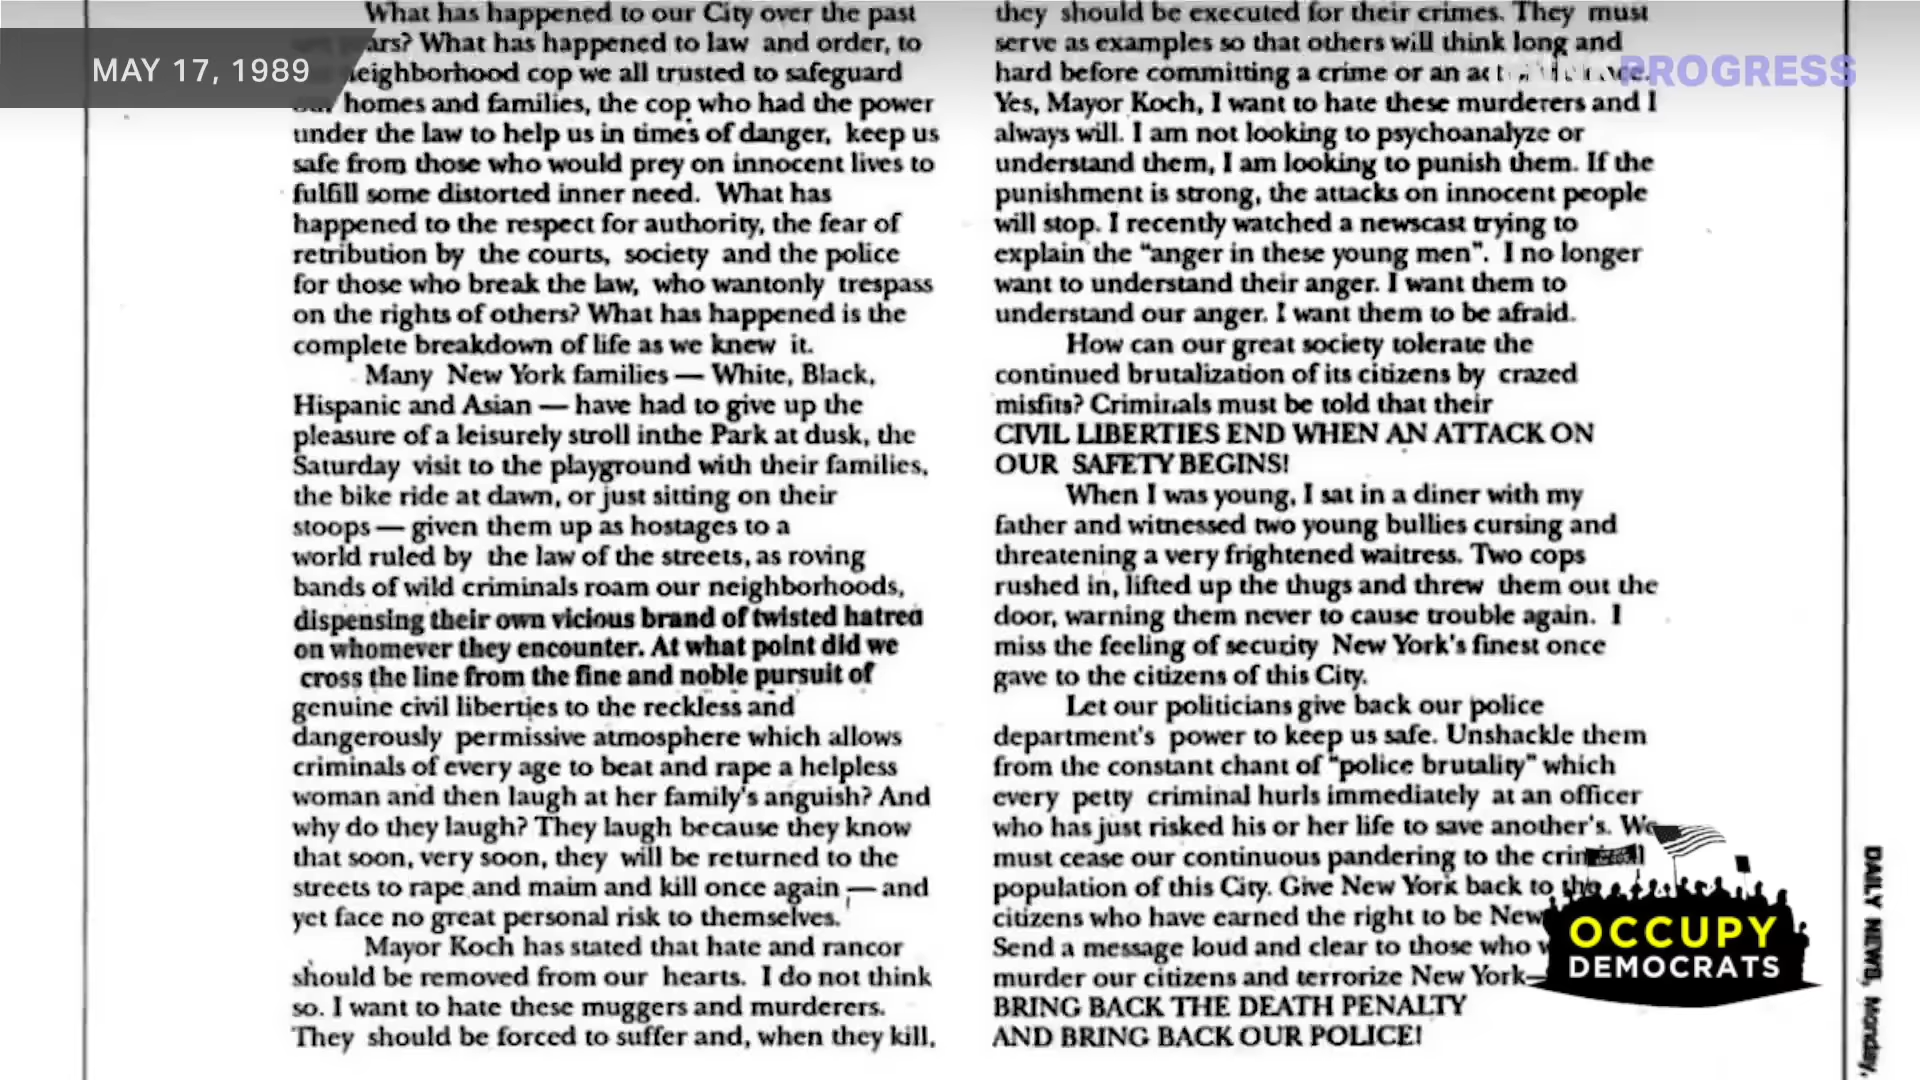 MAY 17, 1989
PROGRESS
What has happened to our City over the past
ars? What has happened to law and order, to
eighborhood cop we all trusted to safeguard
homes and families, the cop who had the power
under the law to help us in times of danger, keep us
safe from those who would prey on innocent lives to
fulfill some distorted inner need. What has
happened to the respect for authority, the fear of
retribution by the courts, society and the police
for those who break the law, who wantonly trespass
on the rights of others? What has happened is the
complete breakdown of life as we knew it.
Many New York families — White, Black,
Hispanic and Asian — have had to give up the
pleasure of a leisurely stroll inthe Park at dusk, the
Saturday visit to the playground with their families,
the bike ride at dawn, or just sitting on their
stoops — given them up as hostages to a
world ruled by the law of the streets, as roving
bands of wild criminals roam our neighborhoods,
dispensing their own vicious brand of twisted hatred
on whomever they encounter. At what point did we
cross the line from the fine and noble pursuit of
genuine civil liberties to the reckless and
dangerously permissive atmosphere which allows
criminals of every age to beat and rape a helpless
woman and then laugh at her family's anguish? And
why do they laugh? They laugh because they know
that soon, very soon, they will be returned to the
streets to rape and maim and kill once again — and
yet face no great personal risk to themselves.
Mayor Koch has stated that hate and rancor
should be removed from our hearts. I do not think
so. I want to hate these muggers and murderers.
They should be forced to suffer and, when they kill,
they should be executed for their crimes. They must
serve as examples so that others will think long and
hard before committing a crime or an act
Yes, Mayor Koch, I want to hate these murderers and I
always will. I am not looking to psychoanalyze or
understand them, I am looking to punish them. If the
punishment is strong, the attacks on innocent people
will stop. I recently watched a newscast trying to
explain the "anger in these young men". I no longer
want to understand their anger. I want them to
understand our anger. I want them to be afraid.
How can our great society tolerate the
continued brutalization of its citizens by crazed
misfits? Criminals must be told that their
CIVIL LIBERTIES END WHEN AN ATTACK ON
OUR SAFETY BEGINS!
When I was young, I sat in a diner with my
father and witnessed two young bullies cursing and
threatening a very frightened waitress. Two cops
rushed in, lifted up the thugs and threw them out the
door, warning them never to cause trouble again. I
miss the feeling of security New York's finest once
gave to the citizens of this City.
Let our politicians give back our police
department's power to keep us safe. Unshackle them
from the constant chant of "police brutality" which
every petty criminal hurls immediately at an officer
who has just risked his or her life to save another's. We
must cease our continuous pandering to the criminal
population of this City. Give New York back to the
citizens who have earned the right to be New
Send a message loud and clear to those who w
murder our citizens and terrorize New York—
BRING BACK THE DEATH PENALTY
AND BRING BACK OUR POLICE!
OCCUPY
DEMOCRATS
DAILY NEWS, Monday,